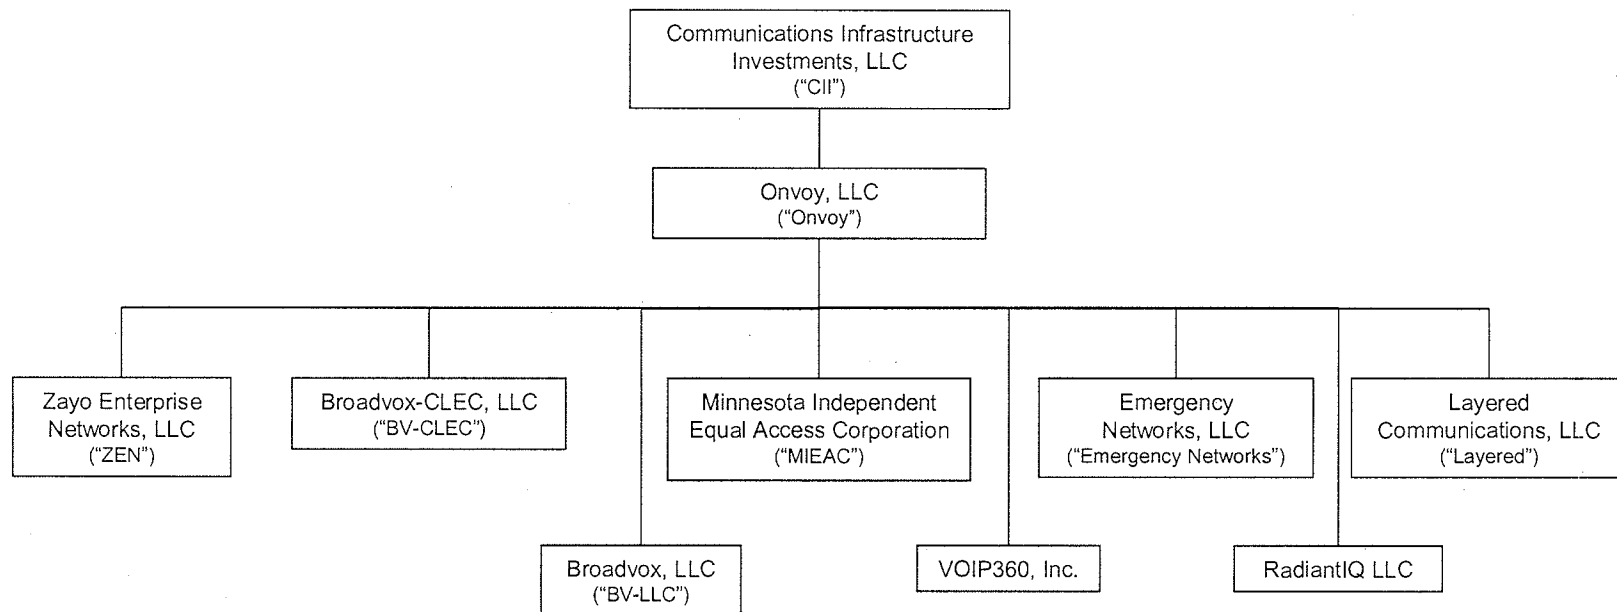 Communications Infrastructure
Investments, LLC
("CII")
Onvoy, LLC
("Onvoy")
Zayo Enterprise
Networks, LLC
("ZEN")
Broadvox-CLEC, LLC
("BV-CLEC")
Minnesota Independent
Equal Access Corporation
("MIEAC")
Emergency
Networks, LLC
("Emergency Networks")
Layered
Communications, LLC
("Layered")
Broadvox, LLC
("BV-LLC")
VOIP360, Inc.
RadiantIQ LLC